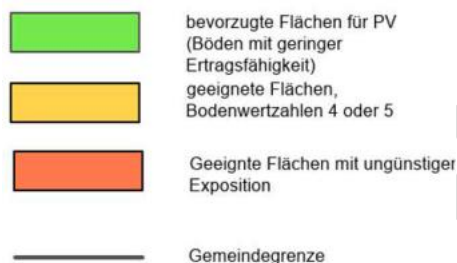 bevorzugte Flächen für PV
(Böden mit geringer
Ertragsfähigkeit)
geeignete Flächen,
Bodenwertzahlen 4 oder 5
Geeignte Flächen mit ungünstiger
Exposition
Gemeindegrenze